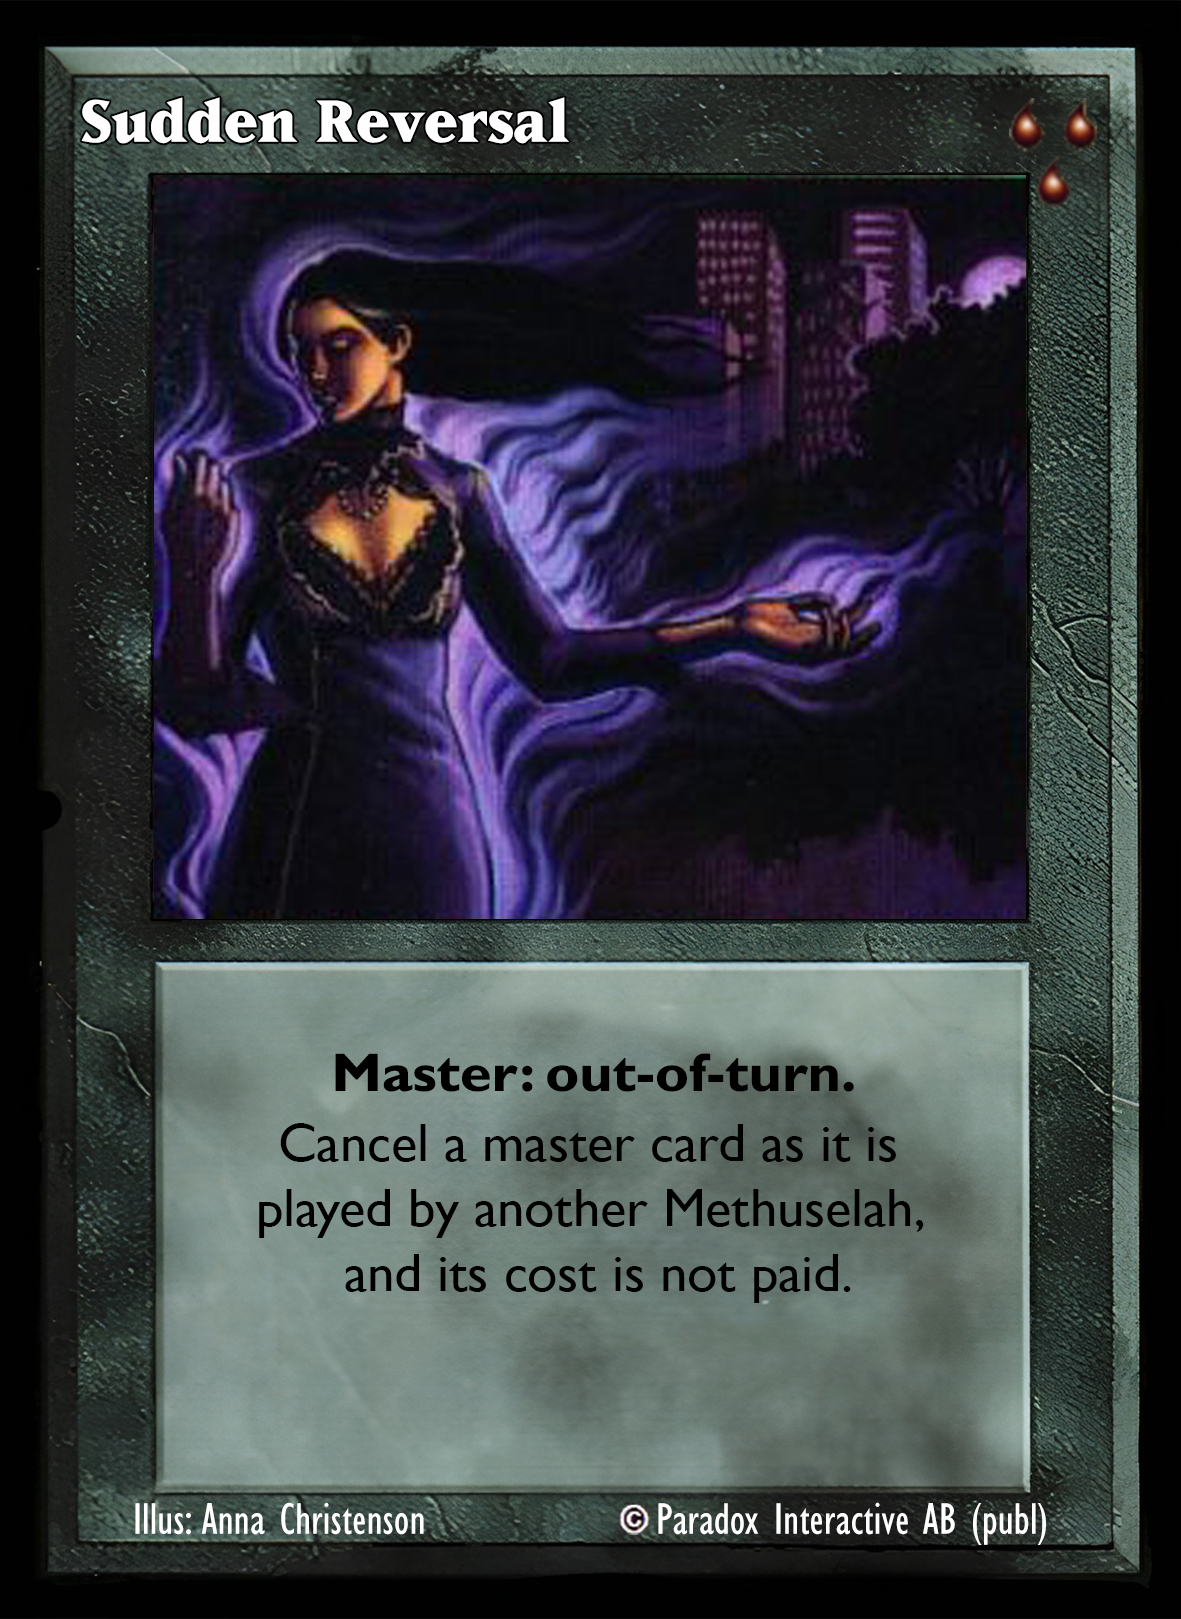 Sudden Reversal
Master: out-of-turn.
Cancel a master card as it is
played by another Methuselah,
and its cost is not paid.
Illus: Anna Christenson
© Paradox Interactive AB (publ)